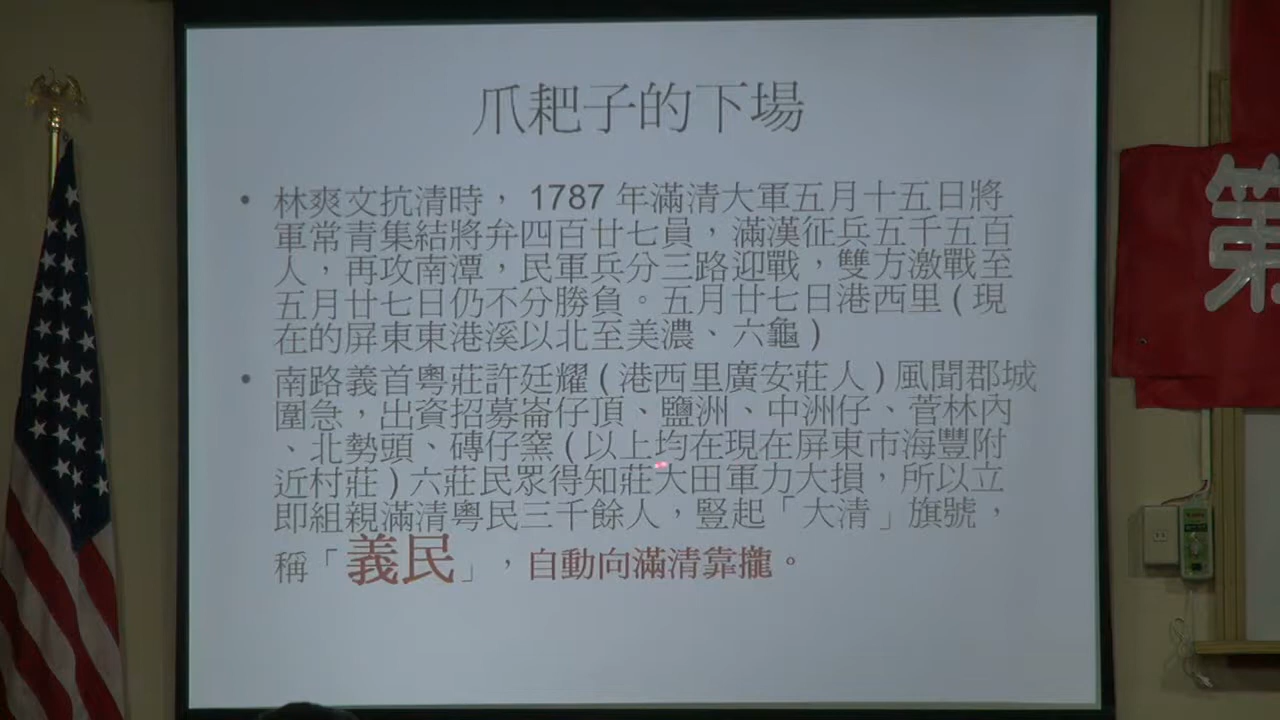 爪耙子的下場
• 林爽文抗清時， 1787 年滿清大軍五月十五日將
軍常青集結將弁四百廿七員，滿漢征兵五千五百
人，再攻南潭，民軍兵分三路迎戰，雙方激戰至
五月廿七日仍不分勝負。五月廿七日港西里 ( 現
在的屏東東港溪以北至美濃、六龜 )
• 南路義首粵莊許廷耀 ( 港西里廣安莊人 ) 風聞郡城
圍急，出資招募崙仔頂、鹽洲、中洲仔、菅林內
、北勢頭、磚仔窯 ( 以上均在現在屏東市海豐附
近村莊 ) 六莊民眾得知莊大田軍力大損，所以立
即組親滿清粵民三千餘人，豎起「大清」旗號，
稱「義民」，自動向滿清靠攏。
第